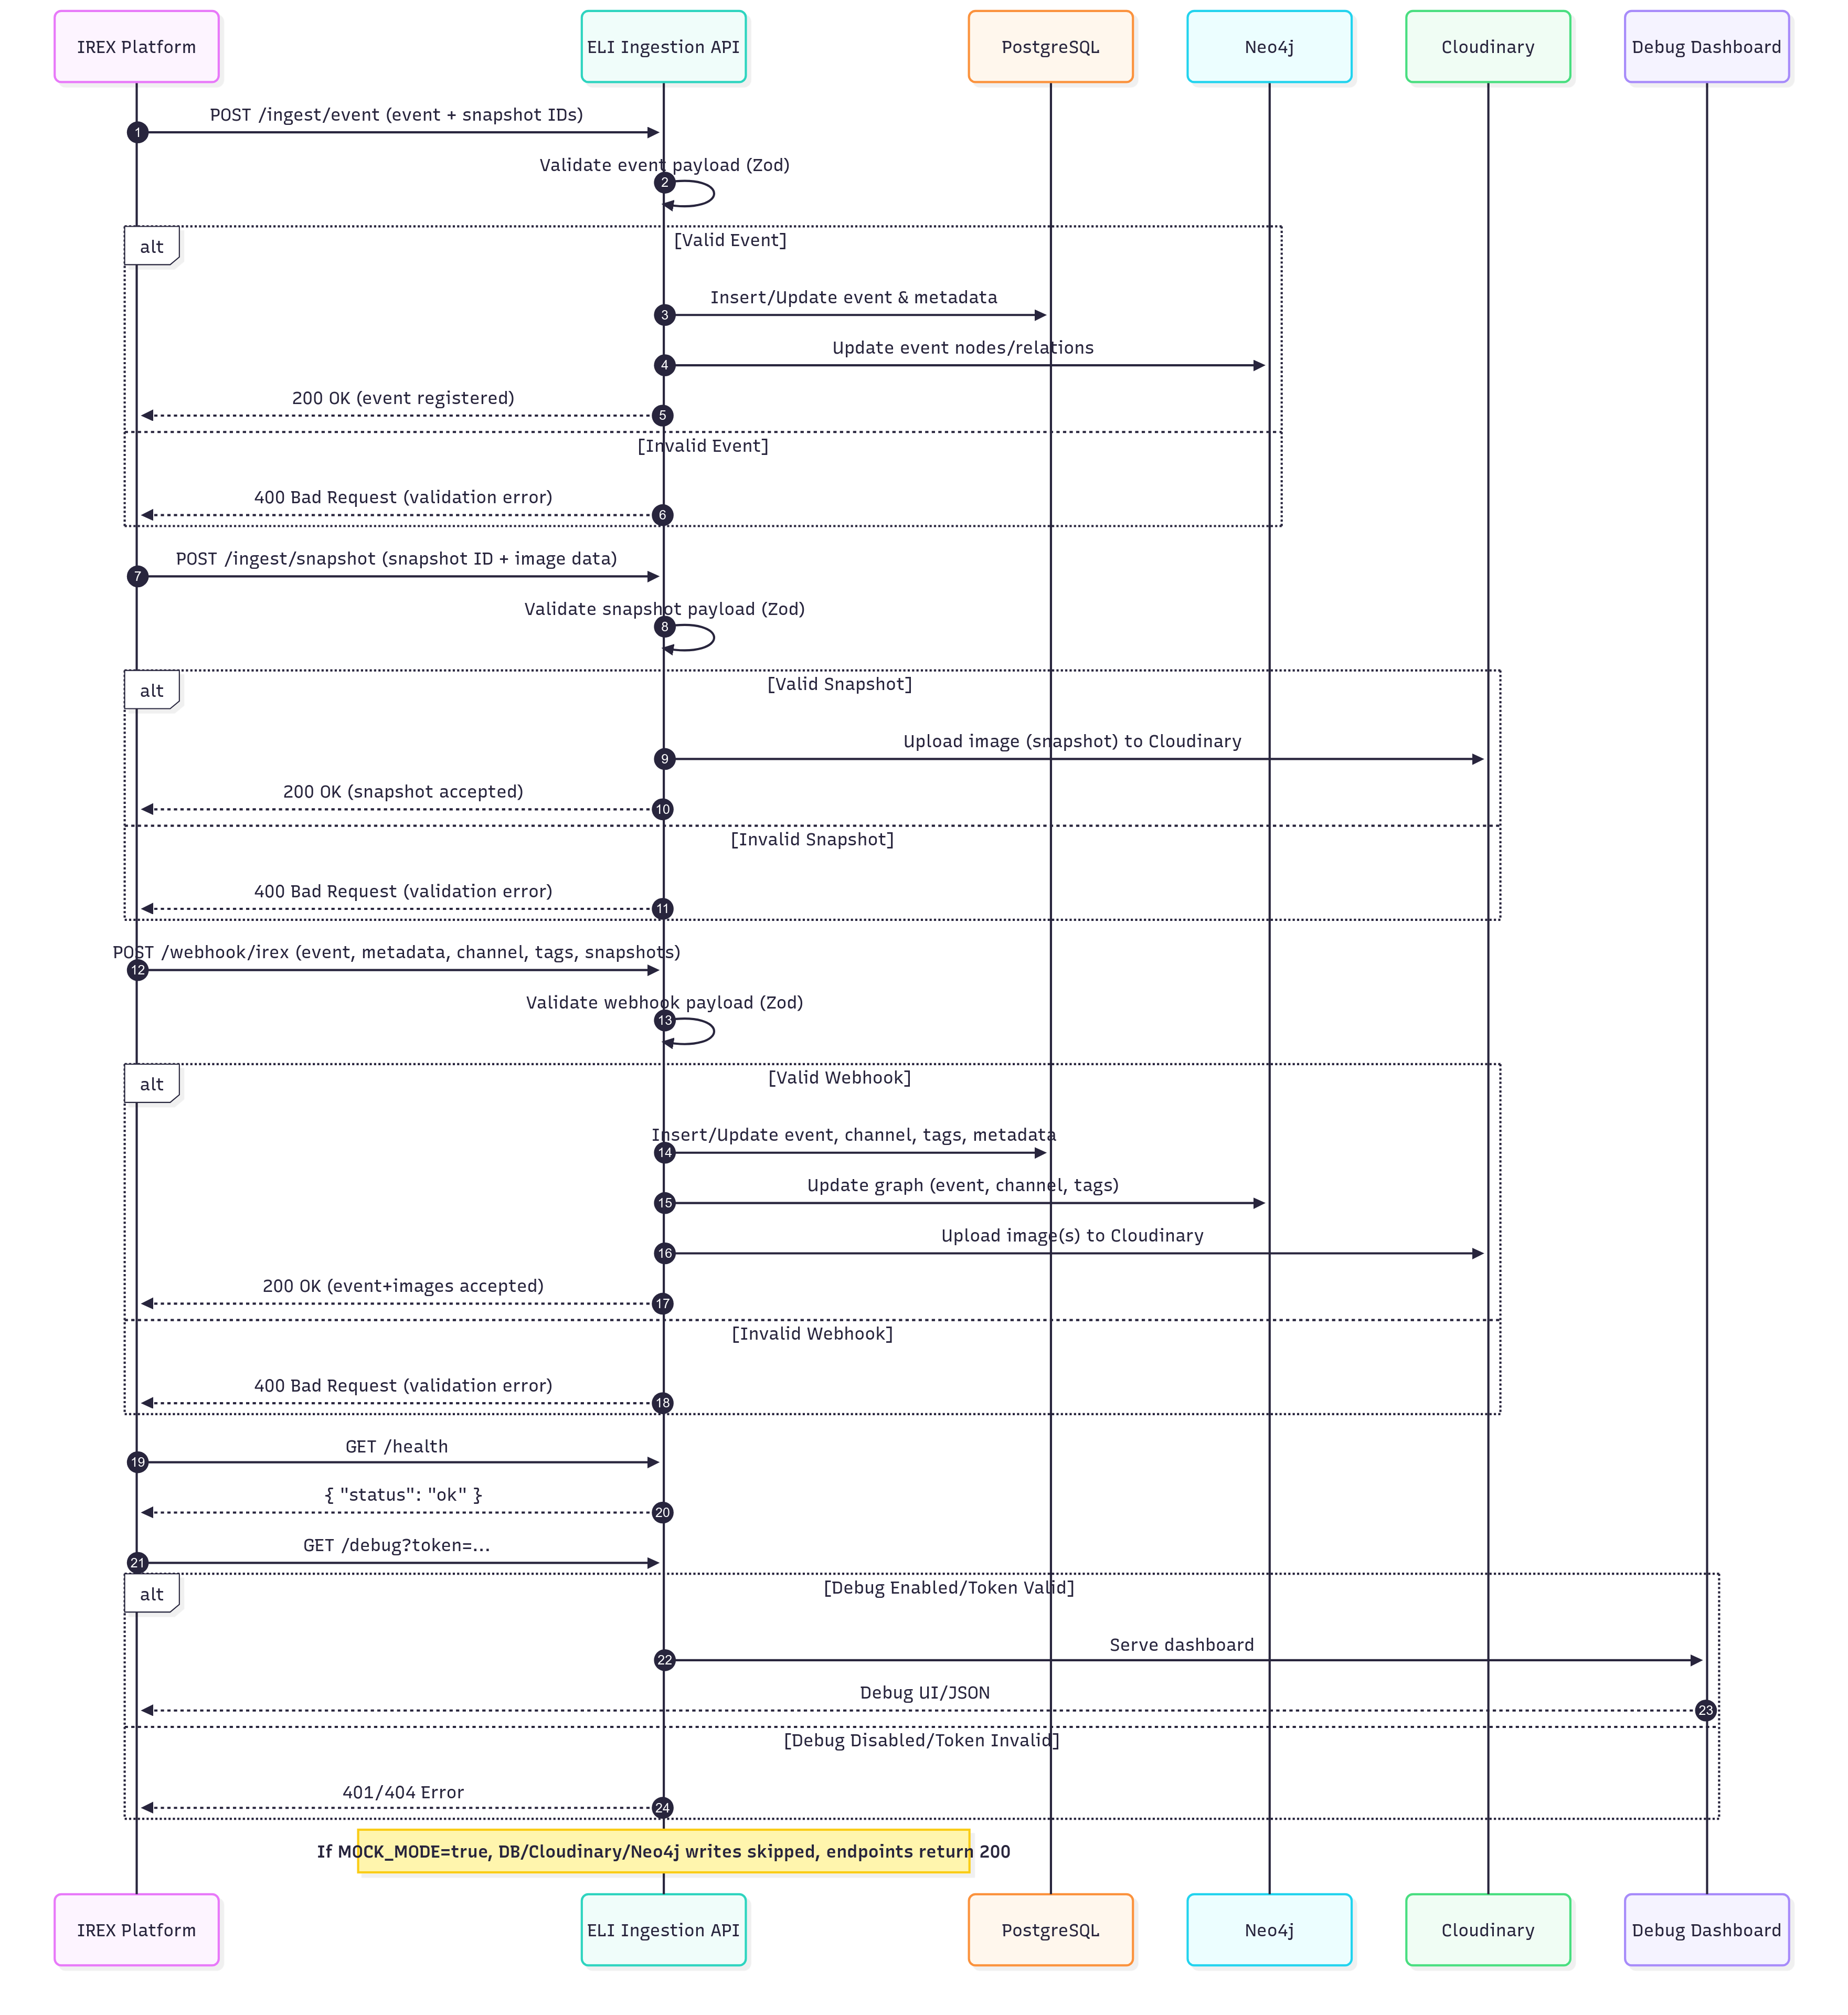 IREX Platform
ELI Ingestion API
PostgreSQL
Neo4j
Cloudinary
Debug Dashboard
POST /ingest/event (event + snapshot IDs)
1
Validate event payload (Zod)
2
alt
[Valid Event]
Insert/Update event & metadata
3
Update event nodes/relations
4
200 OK (event registered)
5
[Invalid Event]
400 Bad Request (validation error)
6
POST /ingest/snapshot (snapshot ID + image data)
7
Validate snapshot payload (Zod)
8
alt
[Valid Snapshot]
Upload image (snapshot) to Cloudinary
9
200 OK (snapshot accepted)
10
[Invalid Snapshot]
400 Bad Request (validation error)
11
POST /webhook/irex (event, metadata, channel, tags, snapshots)
12
Validate webhook payload (Zod)
13
alt
[Valid Webhook]
Insert/Update event, channel, tags, metadata
14
Update graph (event, channel, tags)
15
Upload image(s) to Cloudinary
16
200 OK (event+images accepted)
17
[Invalid Webhook]
400 Bad Request (validation error)
18
GET /health
19
{ "status": "ok" }
20
GET /debug?token=...
21
alt
[Debug Enabled/Token Valid]
Serve dashboard
22
Debug UI/JSON
23
[Debug Disabled/Token Invalid]
401/404 Error
24
If MOCK_MODE=true, DB/Cloudinary/Neo4j writes skipped, endpoints return 200
IREX Platform
ELI Ingestion API
PostgreSQL
Neo4j
Cloudinary
Debug Dashboard